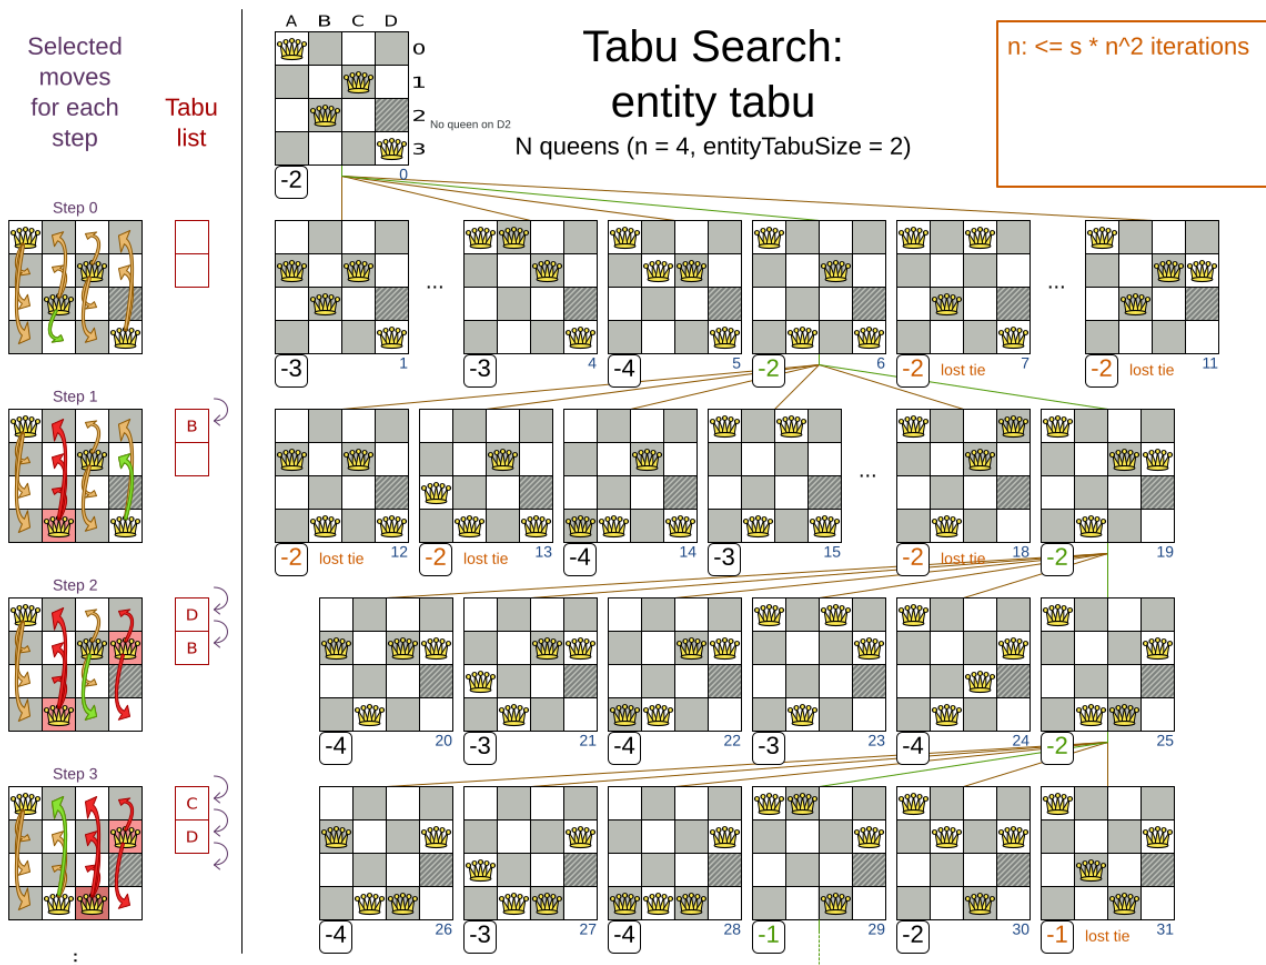 Selected
moves
for each
step
Tabu
list
A B C D
0
1
2
3
No queen on D2
-2
0
Tabu Search:
entity tabu
N queens (n = 4, entityTabuSize = 2)
n: <= s * n^2 iterations
Step 0
...
...
-3 1
-3 4
-4 5
-2 6
-2 lost tie 7
-2 lost tie 11
Step 1
B
...
-2 lost tie 12
-2 lost tie 13
-4 14
-3 15
-2 lost tie 18
-2 19
Step 2
D
B
-4 20
-3 21
-4 22
-3 23
-4 24
-2 25
Step 3
C
D
-4 26
-3 27
-4 28
-1 29
-2 30
-1 lost tie 31
: